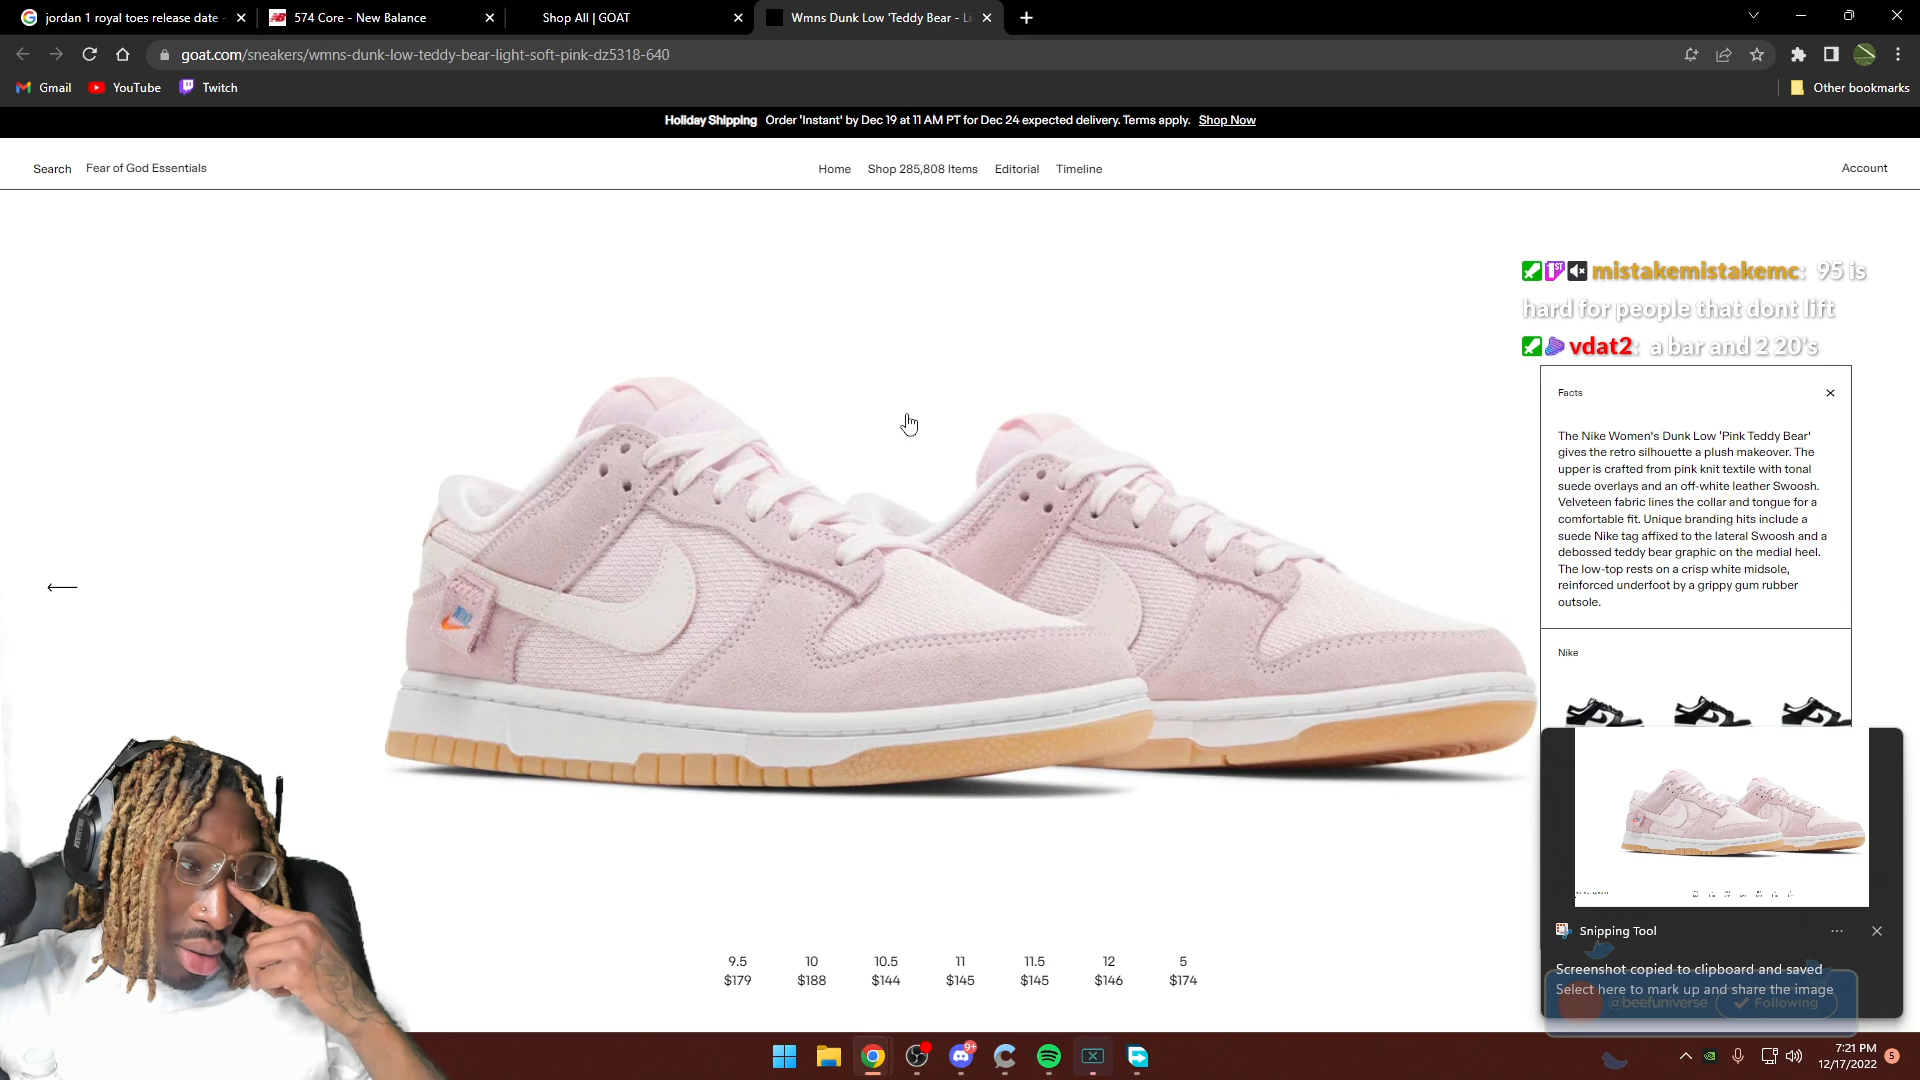 jordan 1 royal toes release date
574 Core - New Balance
Shop All | GOAT
Wmns Dunk Low 'Teddy Bear - Li
goat.com/sneakers/wmns-dunk-low-teddy-bear-light-soft-pink-dz5318-640
Gmail
YouTube
Twitch
Other bookmarks
Holiday Shipping Order 'Instant' by Dec 19 at 11 AM PT for Dec 24 expected delivery. Terms apply. Shop Now
Search Fear of God Essentials
Home Shop 285,808 Items Editorial Timeline
Account
1ST mistakemistakemc: 95 is
hard for people that dont lift
vdat2: a bar and 2 20's
Facts
The Nike Women's Dunk Low 'Pink Teddy Bear'
gives the retro silhouette a plush makeover. The
upper is crafted from pink knit textile with tonal
suede overlays and an off-white leather Swoosh.
Velveteen fabric lines the collar and tongue for a
comfortable fit. Unique branding hits include a
suede Nike tag affixed to the lateral Swoosh and a
debossed teddy bear graphic on the medial heel.
The low-top rests on a crisp white midsole,
reinforced underfoot by a grippy gum rubber
outsole.
Nike
9.5 10 10.5 11 11.5 12 5
$179 $188 $144 $145 $145 $146 $174
Snipping Tool
Screenshot copied to clipboard and saved
Select here to mark up and share the image
@beefuniverse Following
9+
7:21 PM
12/17/2022
5